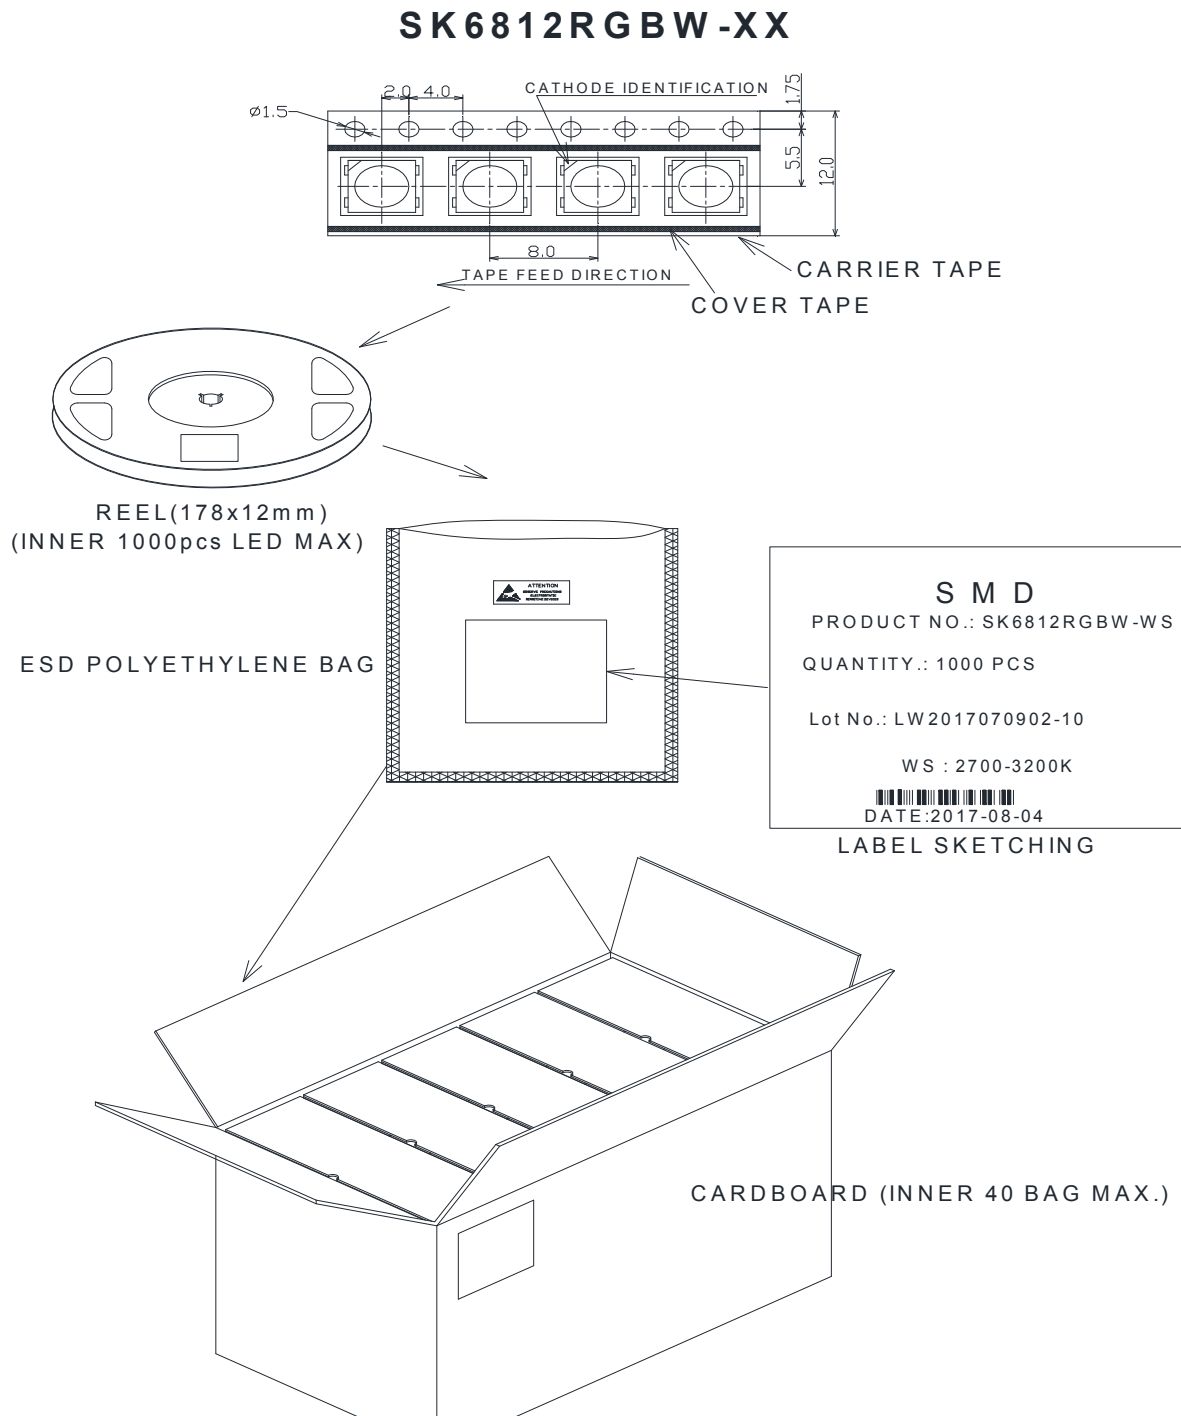 SK6812RGBW-XX
2.0 4.0
CATHODE IDENTIFICATION
1.75
ø1.5
5.5
12.0
8.0
TAPE FEED DIRECTION
CARRIER TAPE
COVER TAPE
REEL(178x12mm)
(INNER 1000pcs LED MAX)
ATTENTION
ESD POLYETHYLENE BAG
SMD
PRODUCT NO.: SK6812RGBW-WS
QUANTITY.: 1000 PCS
Lot No.: LW2017070902-10
WS : 2700-3200K
DATE:2017-08-04
LABEL SKETCHING
CARDBOARD (INNER 40 BAG MAX.)